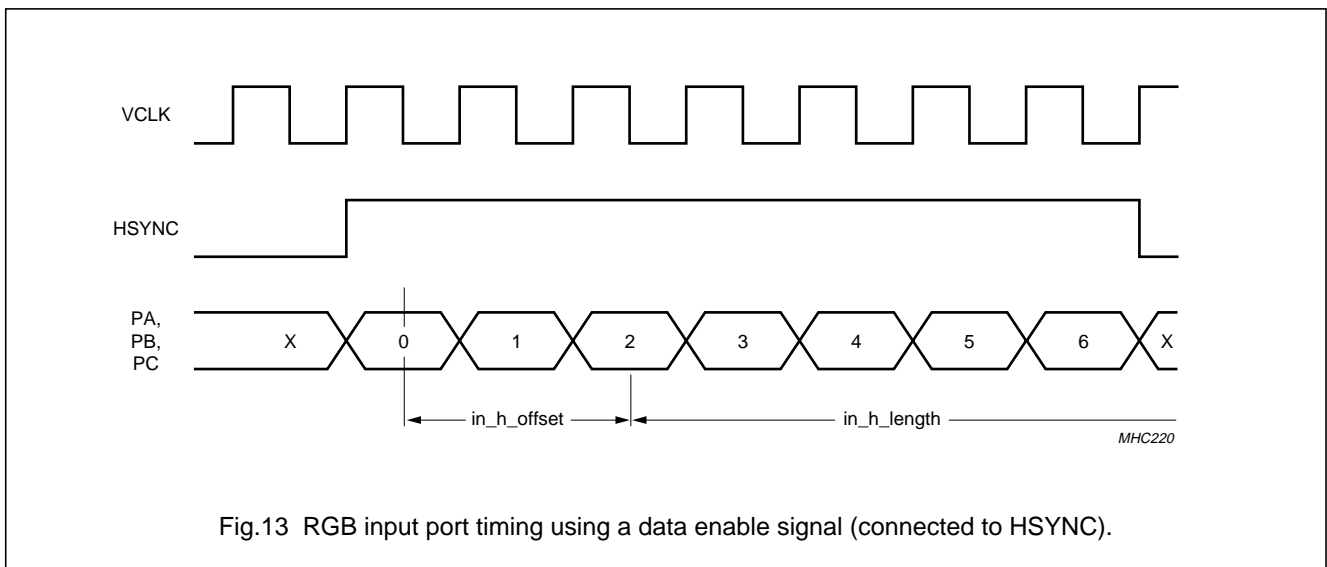 VCLK
HSYNC
PA,
PB,
PC
X 0 1 2 3 4 5 6 X
in_h_offset in_h_length
MHC220
Fig.13 RGB input port timing using a data enable signal (connected to HSYNC).